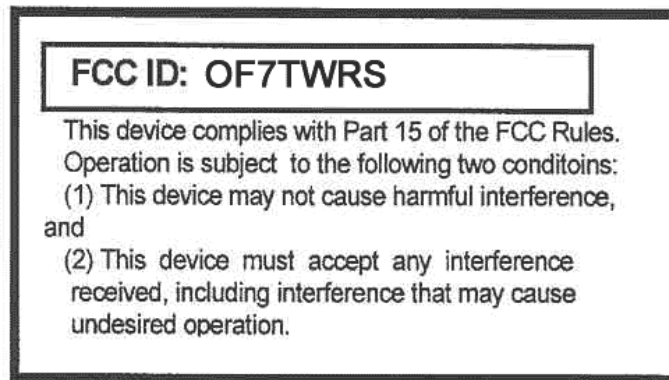 FCC ID: OF7TWRS
This device complies with Part 15 of the FCC Rules.
Operation is subject to the following two conditoins:
(1) This device may not cause harmful interference,
and
(2) This device must accept any interference
received, including interference that may cause
undesired operation.